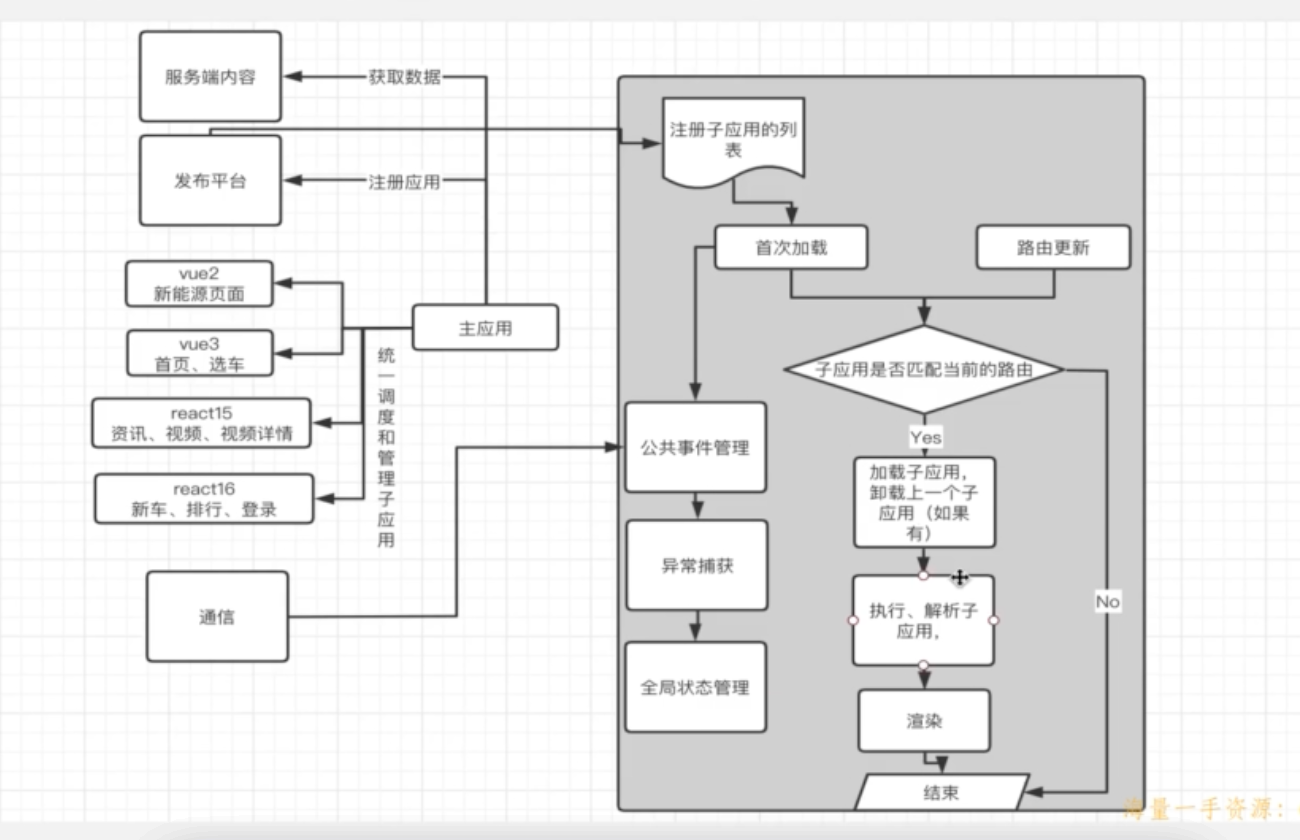 服务端内容
获取数据
发布平台
注册应用
vue2
新能源页面
vue3
首页、选车
主应用
react15
资讯、视频、视频详情
react16
新车、排行、登录
统一调度和管理子应用
通信
注册子应用的列
表
首次加载
路由更新
子应用是否匹配当前的路由
Yes
公共事件管理
加载子应用，
卸载上一个子
应用（如果
有）
异常捕获
执行、解析子
应用，
No
全局状态管理
渲染
结束
海量一手资源：